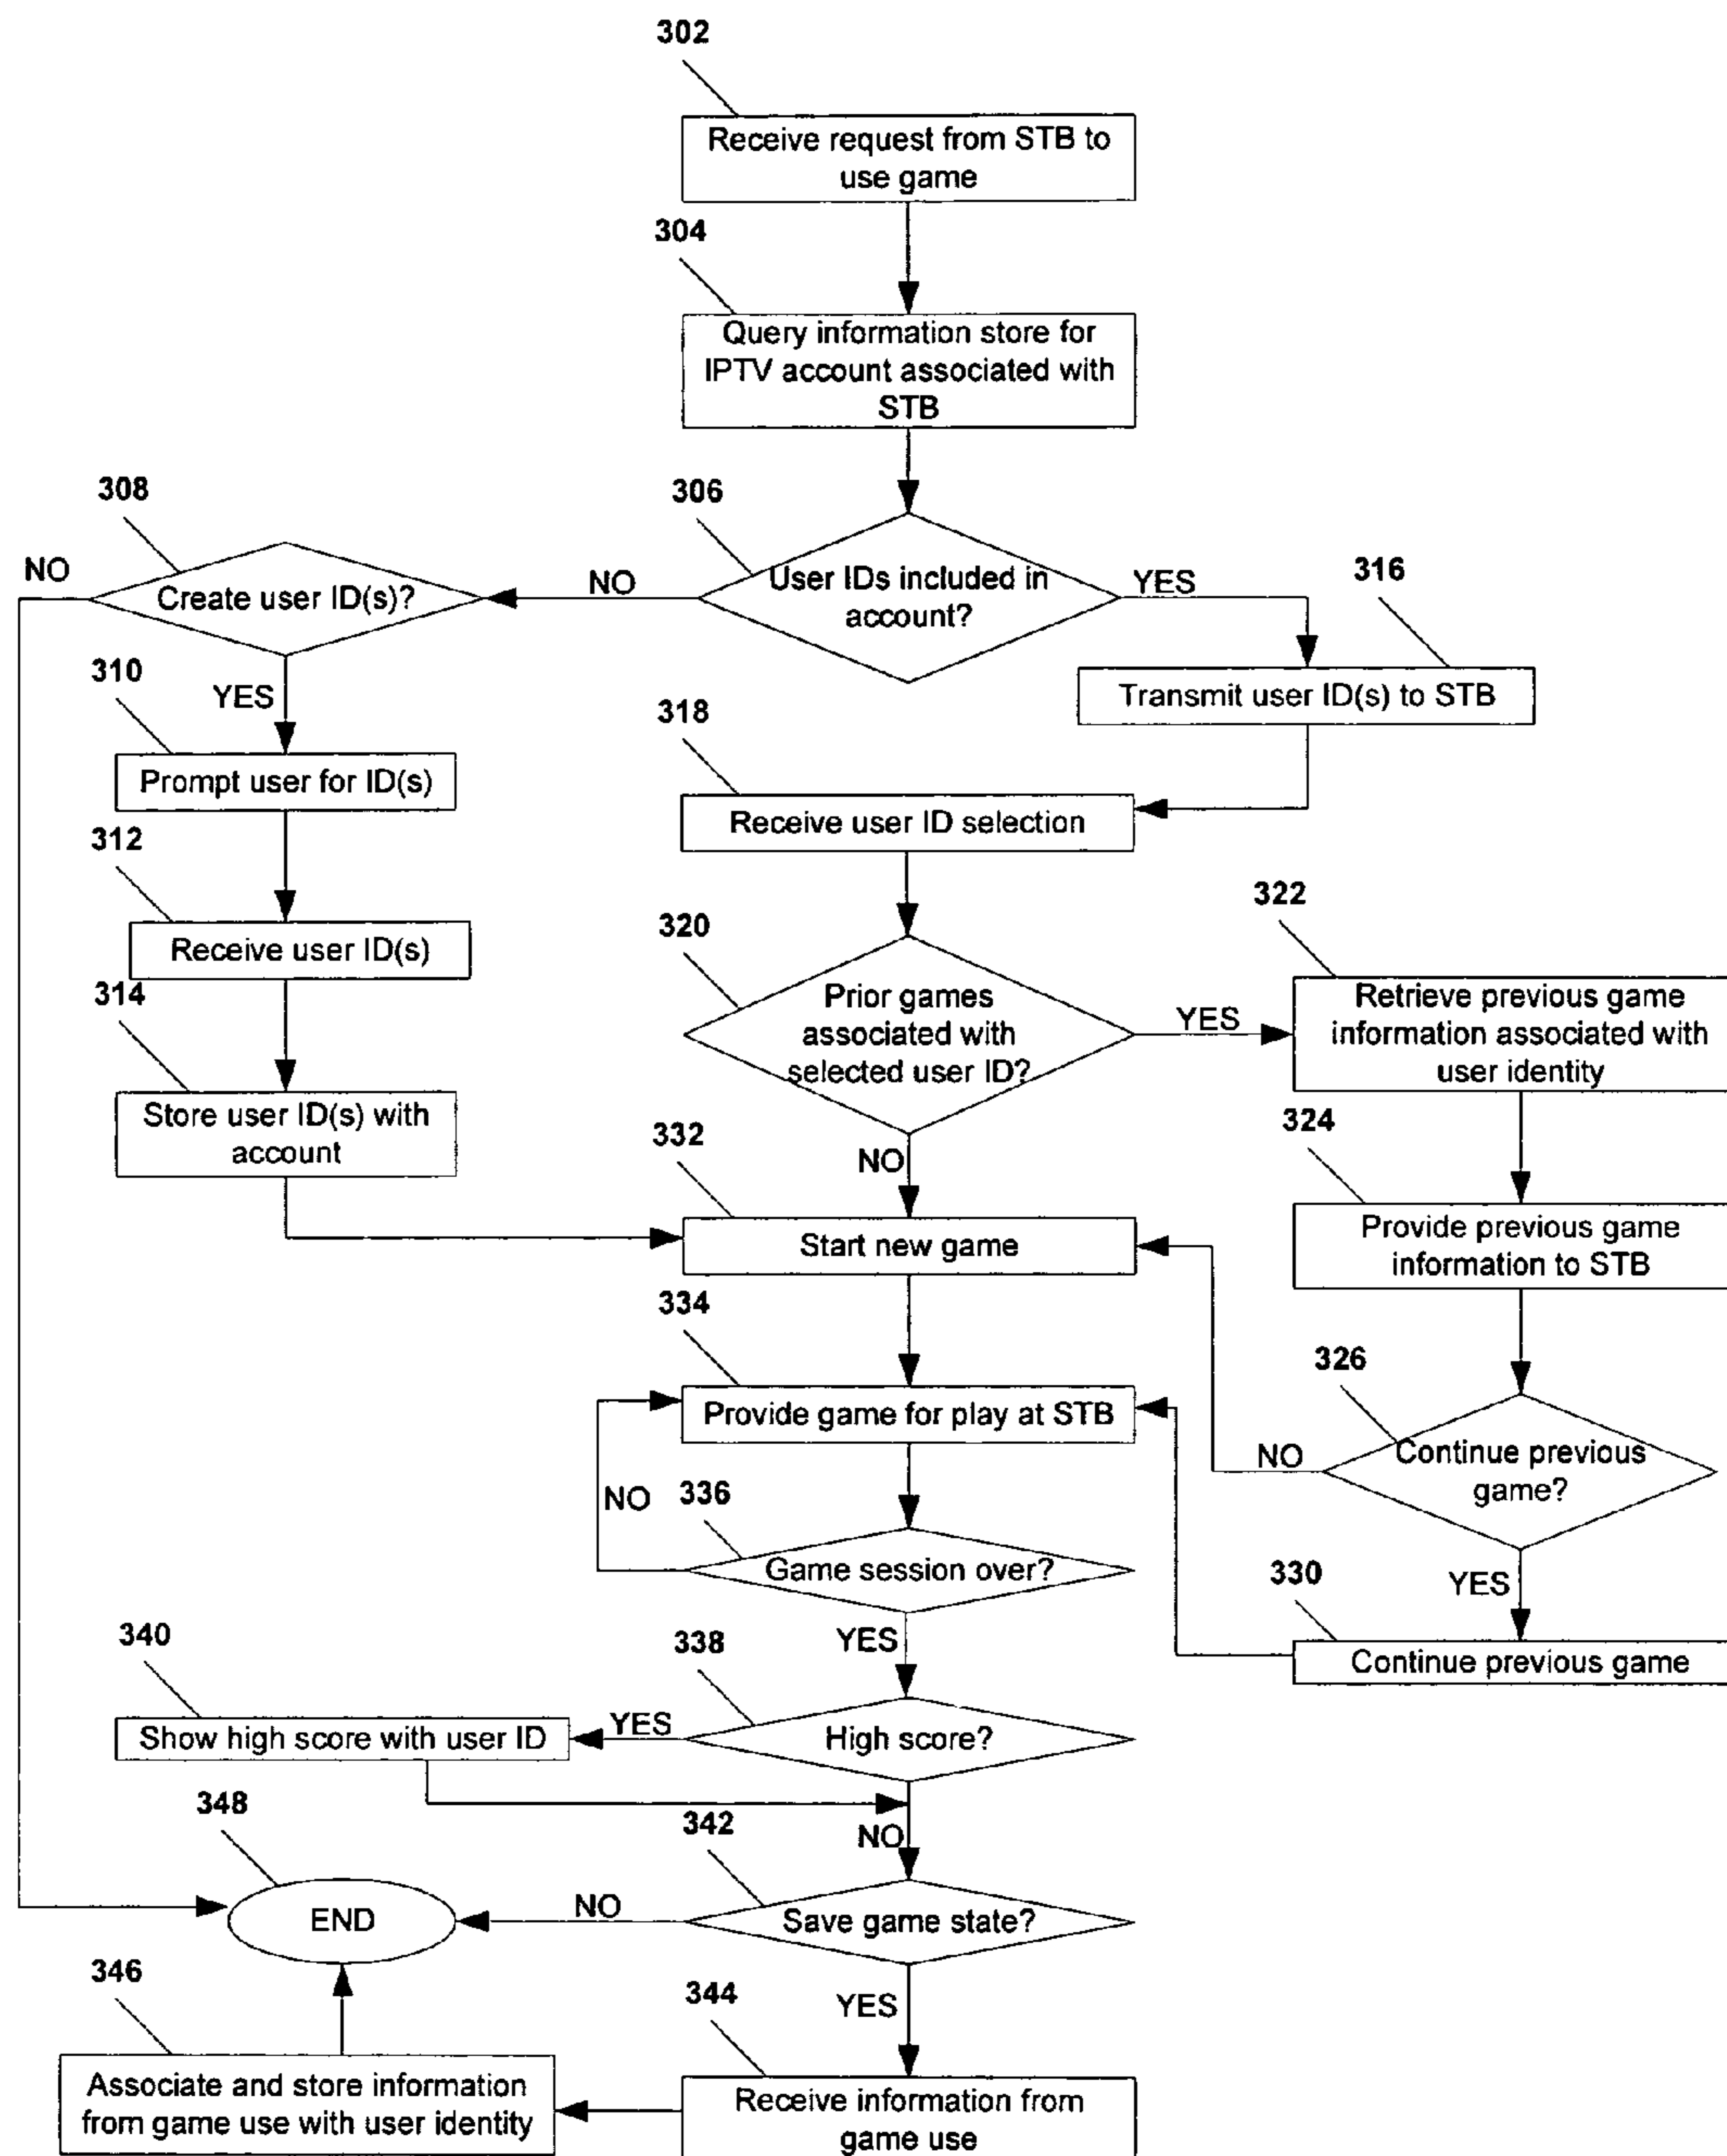 302
Receive request from STB to
use game
304
Query information store for
IPTV account associated with
STB
308
306
NO
Create user ID(s)?
NO
User IDs included in
account?
YES
316
310
YES
Transmit user ID(s) to STB
318
Prompt user for ID(s)
Receive user ID selection
312
322
320
Receive user ID(s)
314
Prior games
associated with
selected user ID?
YES
Retrieve previous game
information associated with
user identity
Store user ID(s) with
account
332
NO
324
Start new game
Provide previous game
information to STB
334
326
Provide game for play at STB
NO
Continue previous
game?
NO
336
Game session over?
330
YES
340
YES
338
Continue previous game
Show high score with user ID
YES
High score?
348
342
NO
END
NO
Save game state?
346
344
YES
Associate and store information
from game use with user identity
Receive information from
game use